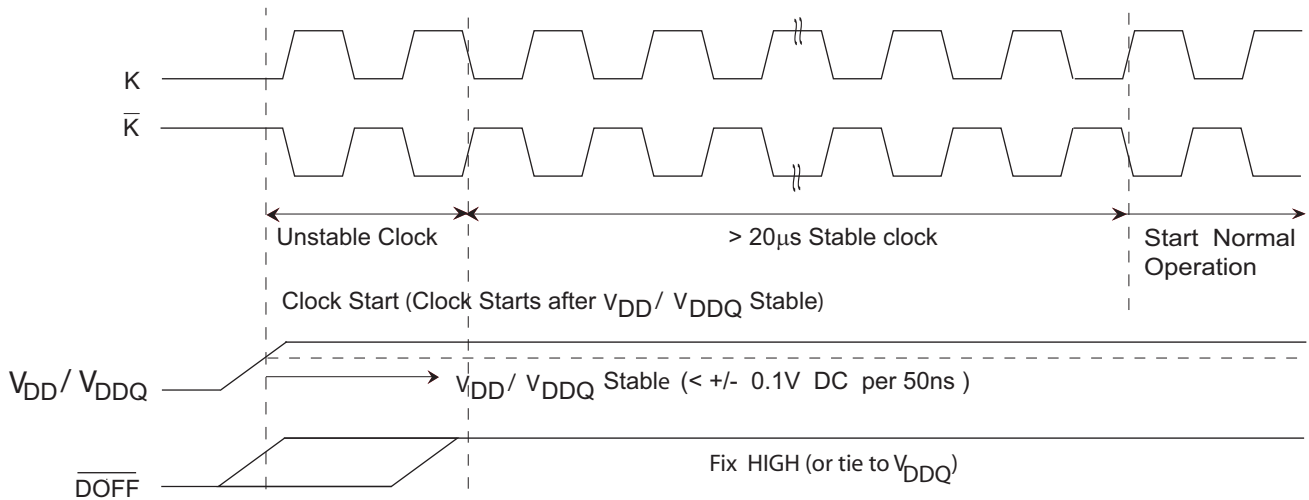 K
K̅
Unstable Clock
> 20μs Stable clock
Start Normal
Operation
Clock Start (Clock Starts after VDD / VDDQ Stable)
VDD / VDDQ
VDD / VDDQ Stable (< +/- 0.1V DC per 50ns )
D̅O̅F̅F̅
Fix HIGH (or tie to VDDQ)